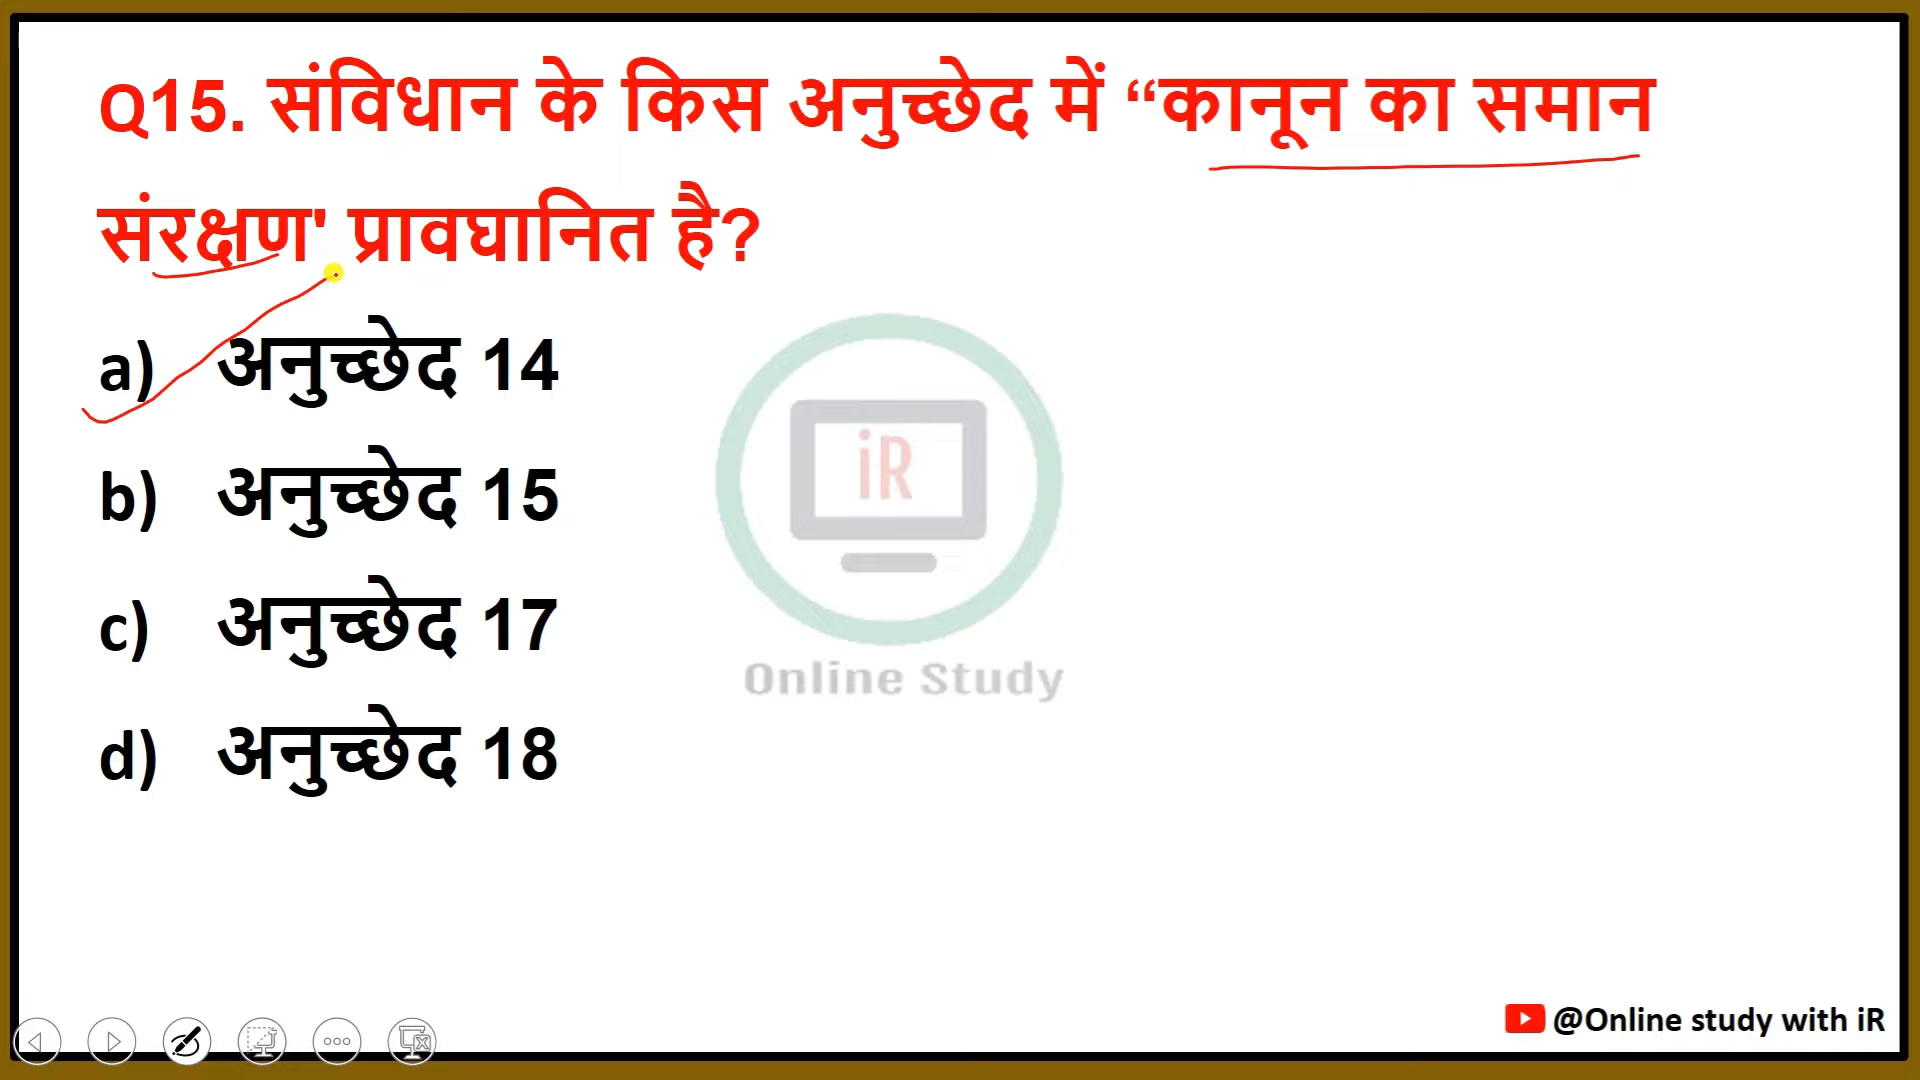 Q15. संविधान के किस अनुच्छेद में “कानून का समान
संरक्षण' प्रावघानित है?
a) अनुच्छेद 14
b) अनुच्छेद 15
c) अनुच्छेद 17
d) अनुच्छेद 18
iR
Online Study
@Online study with iR